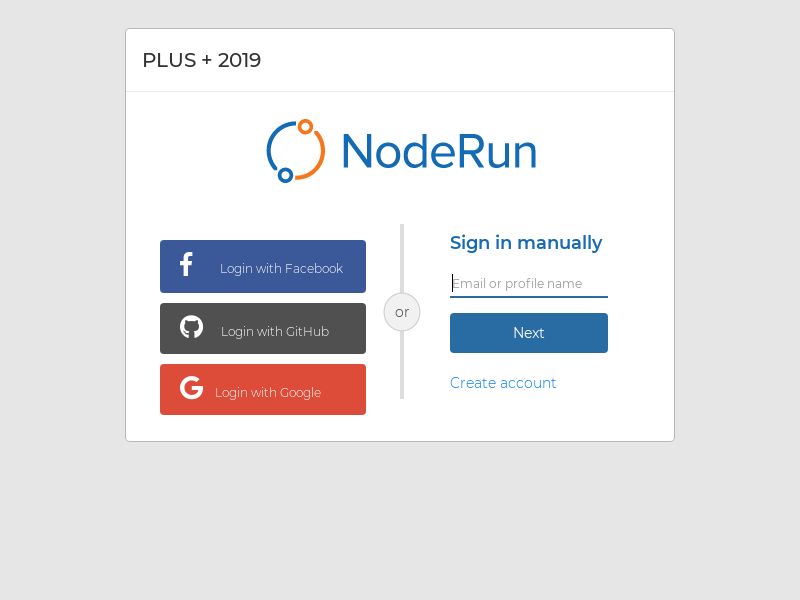 PLUS + 2019
NodeRun
Login with Facebook
Login with GitHub
Login with Google
or
Sign in manually
Email or profile name
Next
Create account